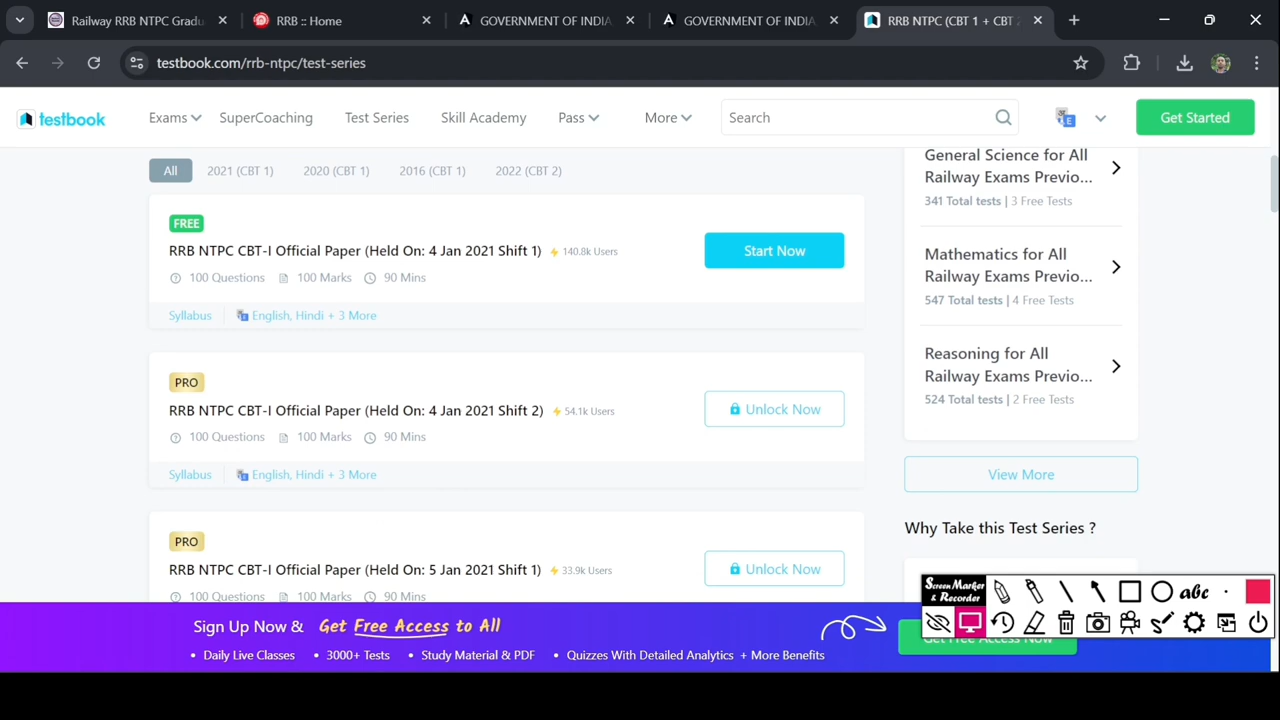 Railway RRB NTPC Gradu
RRB :: Home
GOVERNMENT OF INDIA
GOVERNMENT OF INDIA
RRB NTPC (CBT 1 + CBT
testbook.com/rrb-ntpc/test-series
testbook
Exams
SuperCoaching
Test Series
Skill Academy
Pass
More
Search
Get Started
All
2021 (CBT 1)
2020 (CBT 1)
2016 (CBT 1)
2022 (CBT 2)
FREE
RRB NTPC CBT-I Official Paper (Held On: 4 Jan 2021 Shift 1) 140.8k Users
100 Questions 100 Marks 90 Mins
Start Now
Syllabus English, Hindi + 3 More
PRO
RRB NTPC CBT-I Official Paper (Held On: 4 Jan 2021 Shift 2) 54.1k Users
100 Questions 100 Marks 90 Mins
Unlock Now
Syllabus English, Hindi + 3 More
PRO
RRB NTPC CBT-I Official Paper (Held On: 5 Jan 2021 Shift 1) 33.9k Users
100 Questions 100 Marks 90 Mins
Unlock Now
General Science for All
Railway Exams Previo...
341 Total tests | 3 Free Tests
Mathematics for All
Railway Exams Previo...
547 Total tests | 4 Free Tests
Reasoning for All
Railway Exams Previo...
524 Total tests | 2 Free Tests
View More
Why Take this Test Series ?
Screen Marker
& Recorder
abc
Sign Up Now & Get Free Access to All
• Daily Live Classes • 3000+ Tests • Study Material & PDF • Quizzes With Detailed Analytics + More Benefits
Get Free Access Now